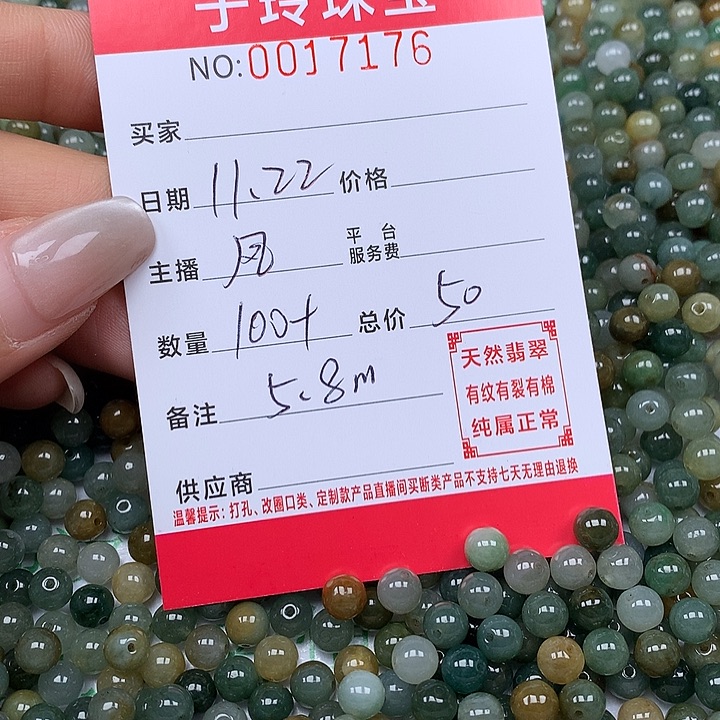 玲珠宝
NO:0017176
买家
日期 11.22 价格
主播 风 平台服务费
数量 100+ 总价 50
备注 5.8m
天然翡翠
有纹有裂有棉
纯属正常
供应商
温馨提示:打孔、改圈口类、定制款产品直播间买断类产品不支持七天无理由退换